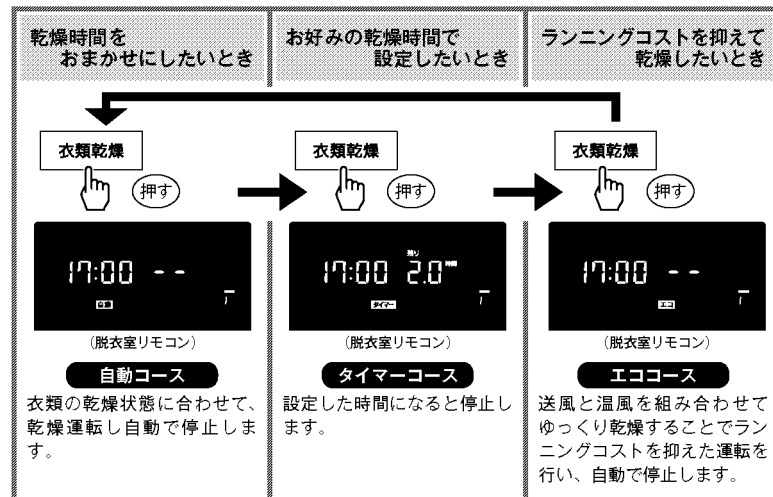 乾燥時間を
おまかせにしたいとき
衣類乾燥
押す
17:00 --
自動
(脱衣室リモコン)
自動コース
衣類の乾燥状態に合わせて、
乾燥運転し自動で停止しま
す。
お好みの乾燥時間で
設定したいとき
衣類乾燥
押す
残り
17:00 2.0時間
タイマー
(脱衣室リモコン)
タイマーコース
設定した時間になると停止し
ます。
ランニングコストを抑えて
乾燥したいとき
衣類乾燥
押す
17:00 --
エコ
(脱衣室リモコン)
エココース
送風と温風を組み合わせて
ゆっくり乾燥することでラン
ニングコストを抑えた運転を
行い、自動で停止します。